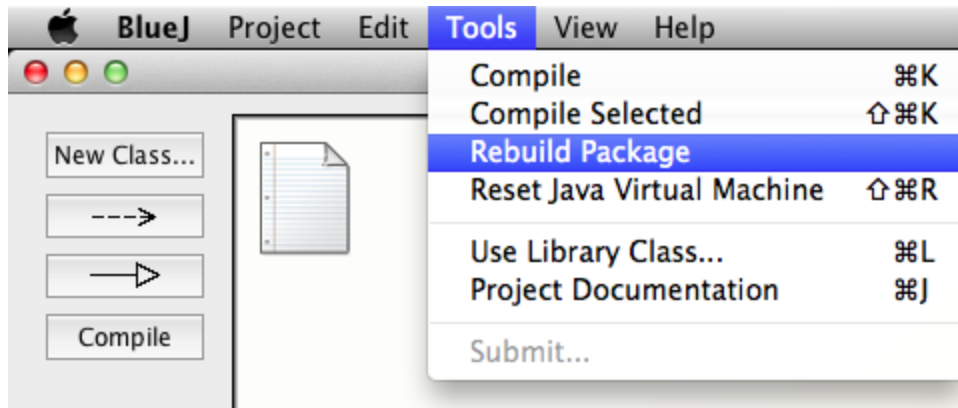 BlueJ Project Edit Tools View Help
Compile ⌘K
Compile Selected ⇧⌘K
Rebuild Package
Reset Java Virtual Machine ⇧⌘R
Use Library Class... ⌘L
Project Documentation ⌘J
Submit...
New Class...
Compile